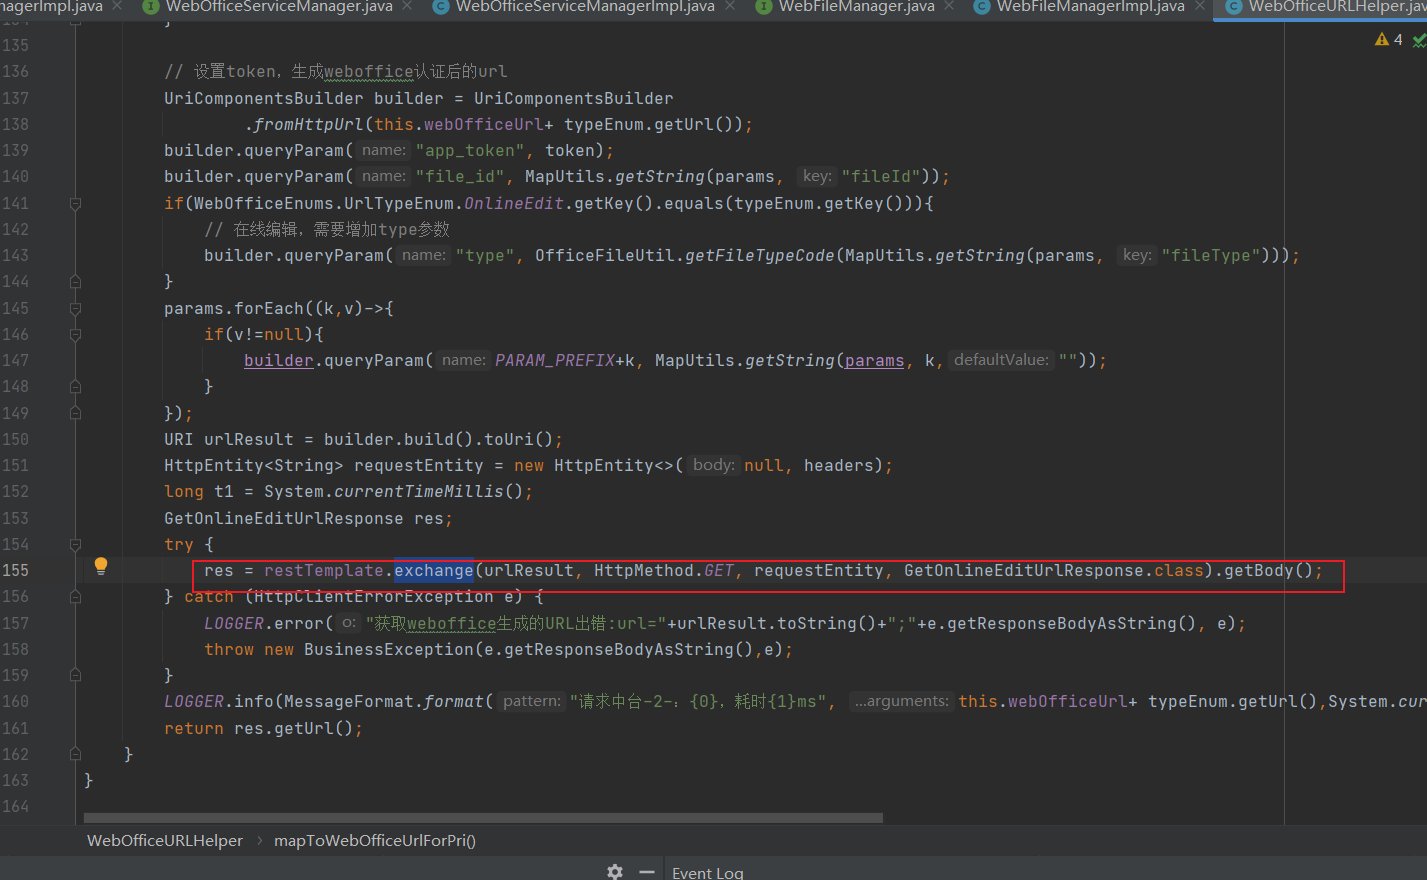 nagerImpl.java WebOfficeServiceManager.java WebOfficeServiceManagerImpl.java WebFileManager.java WebFileManagerImpl.java WebOfficeURLHelper.jav
134 }
4
135
136 // 设置token，生成weboffice认证后的url
137 UriComponentsBuilder builder = UriComponentsBuilder
138 .fromHttpUrl(this.webOfficeUrl+ typeEnum.getUrl());
139 builder.queryParam( name: "app_token", token);
140 builder.queryParam( name: "file_id", MapUtils.getString(params, key: "fileId"));
141 if(WebOfficeEnums.UrlTypeEnum.OnlineEdit.getKey().equals(typeEnum.getKey())){
142 // 在线编辑，需要增加type参数
143 builder.queryParam( name: "type", OfficeFileUtil.getFileTypeCode(MapUtils.getString(params, key: "fileType")));
144 }
145 params.forEach((k,v)->{
146 if(v!=null){
147 builder.queryParam( name: PARAM_PREFIX+k, MapUtils.getString(params, k, defaultValue: ""));
148 }
149 });
150 URI urlResult = builder.build().toUri();
151 HttpEntity<String> requestEntity = new HttpEntity<>( body: null, headers);
152 long t1 = System.currentTimeMillis();
153 GetOnlineEditUrlResponse res;
154 try {
155 res = restTemplate.exchange(urlResult, HttpMethod.GET, requestEntity, GetOnlineEditUrlResponse.class).getBody();
156 } catch (HttpClientErrorException e) {
157 LOGGER.error( o: "获取weboffice生成的URL出错:url="+urlResult.toString()+";"+e.getResponseBodyAsString(), e);
158 throw new BusinessException(e.getResponseBodyAsString(),e);
159 }
160 LOGGER.info(MessageFormat.format( pattern: "请求中台-2-：{0}，耗时{1}ms", ...arguments: this.webOfficeUrl+ typeEnum.getUrl(),System.cur
161 return res.getUrl();
162 }
163 }
164
WebOfficeURLHelper > mapToWebOfficeUrlForPri()
Event Log